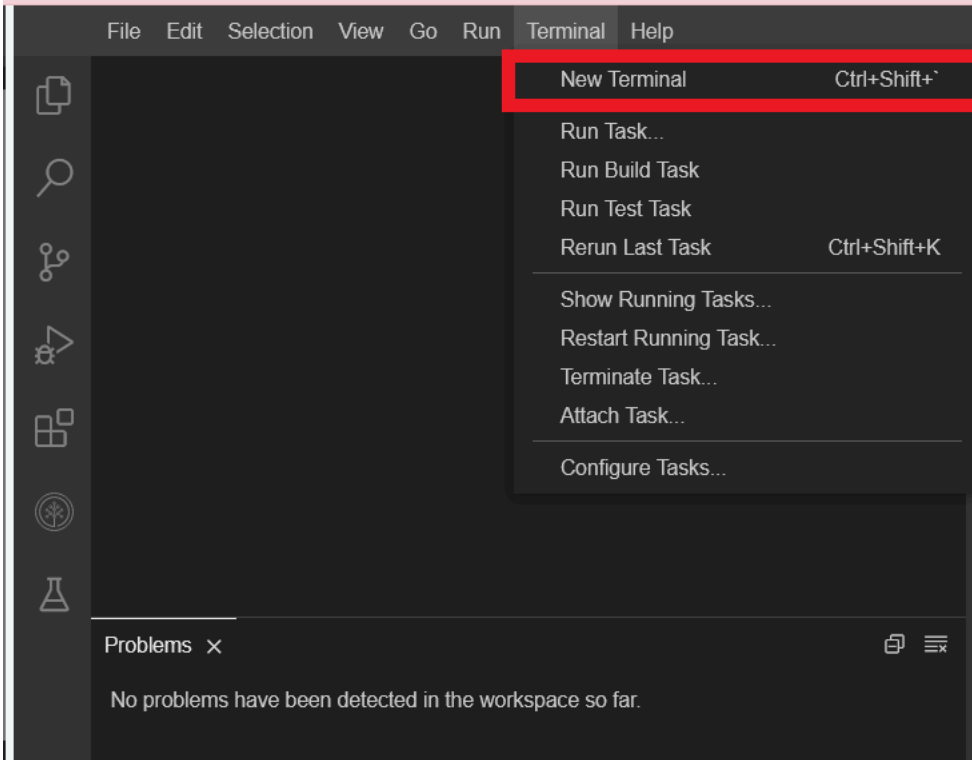 File Edit Selection View Go Run Terminal Help
New Terminal Ctrl+Shift+`
Run Task...
Run Build Task
Run Test Task
Rerun Last Task Ctrl+Shift+K
Show Running Tasks...
Restart Running Task...
Terminate Task...
Attach Task...
Configure Tasks...
Problems
No problems have been detected in the workspace so far.